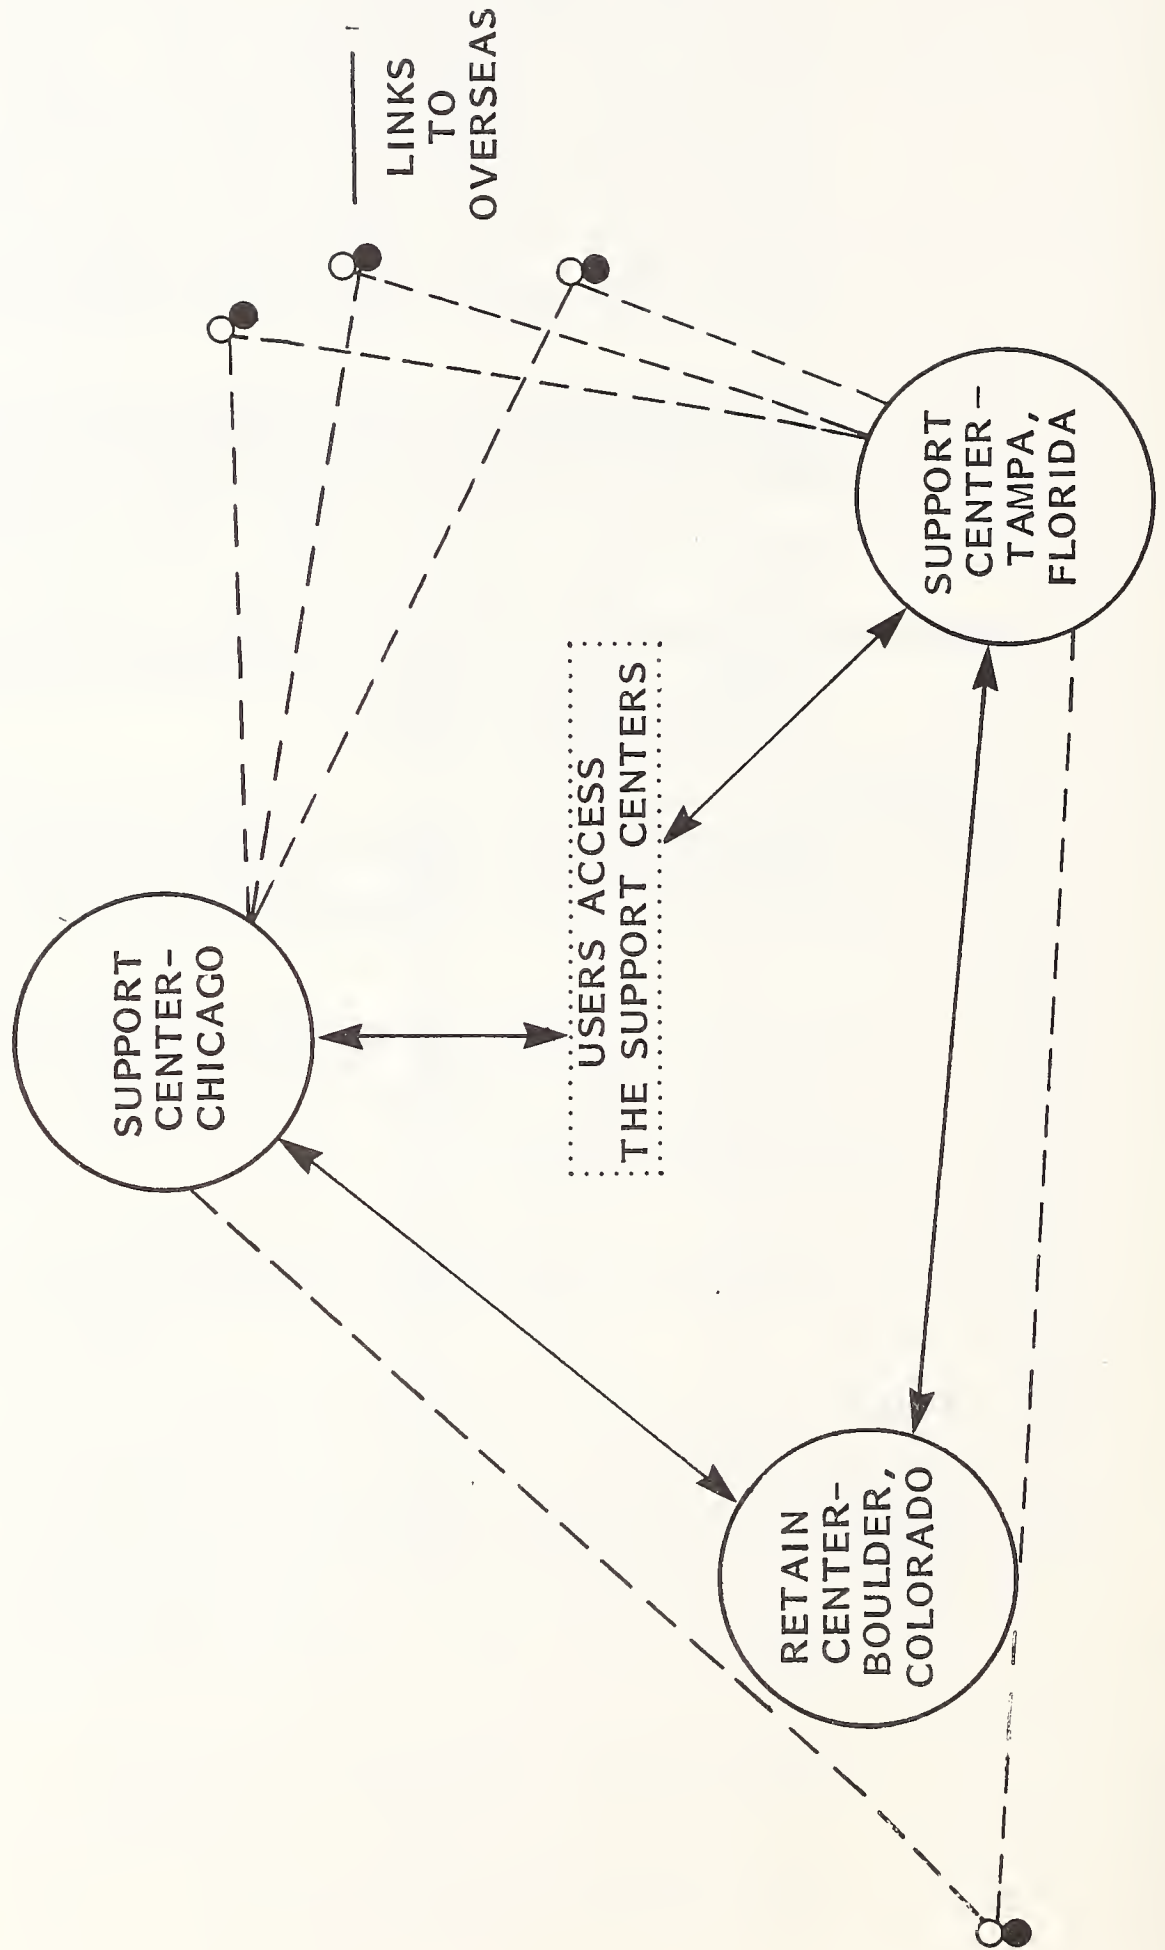 SUPPORT
CENTER-
CHICAGO
LINKS
TO
OVERSEAS
USERS ACCESS
THE SUPPORT CENTERS
RETAIN
CENTER-
BOULDER,
COLORADO
SUPPORT
CENTER-
TAMPA,
FLORIDA